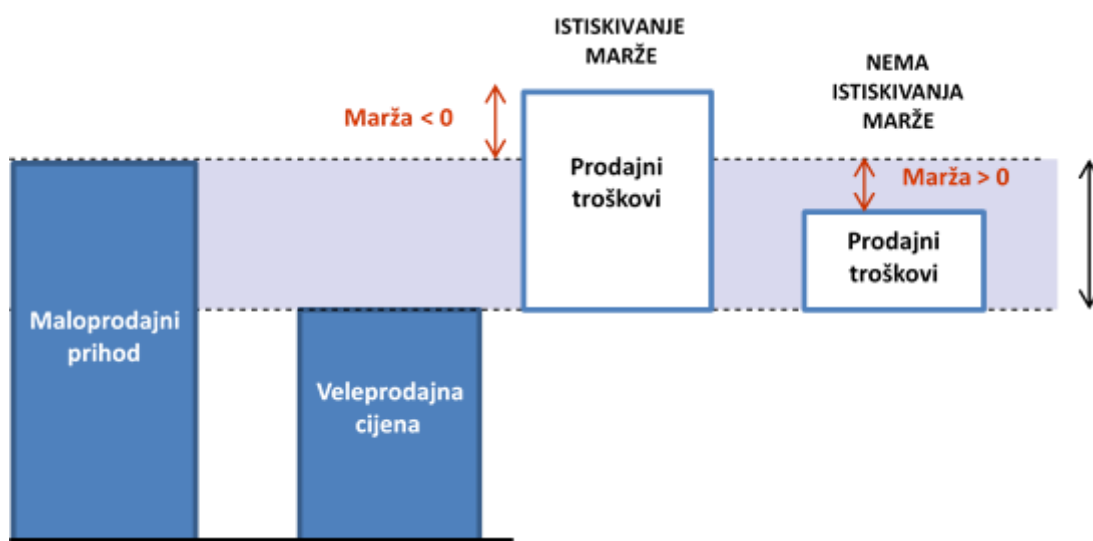 ISTISKIVANJE
MARŽE
NEMA
ISTISKIVANJA
MARŽE
Marža < 0
Prodajni
troškovi
Marža > 0
Prodajni
troškovi
Maloprodajni
prihod
Veleprodajna
cijena